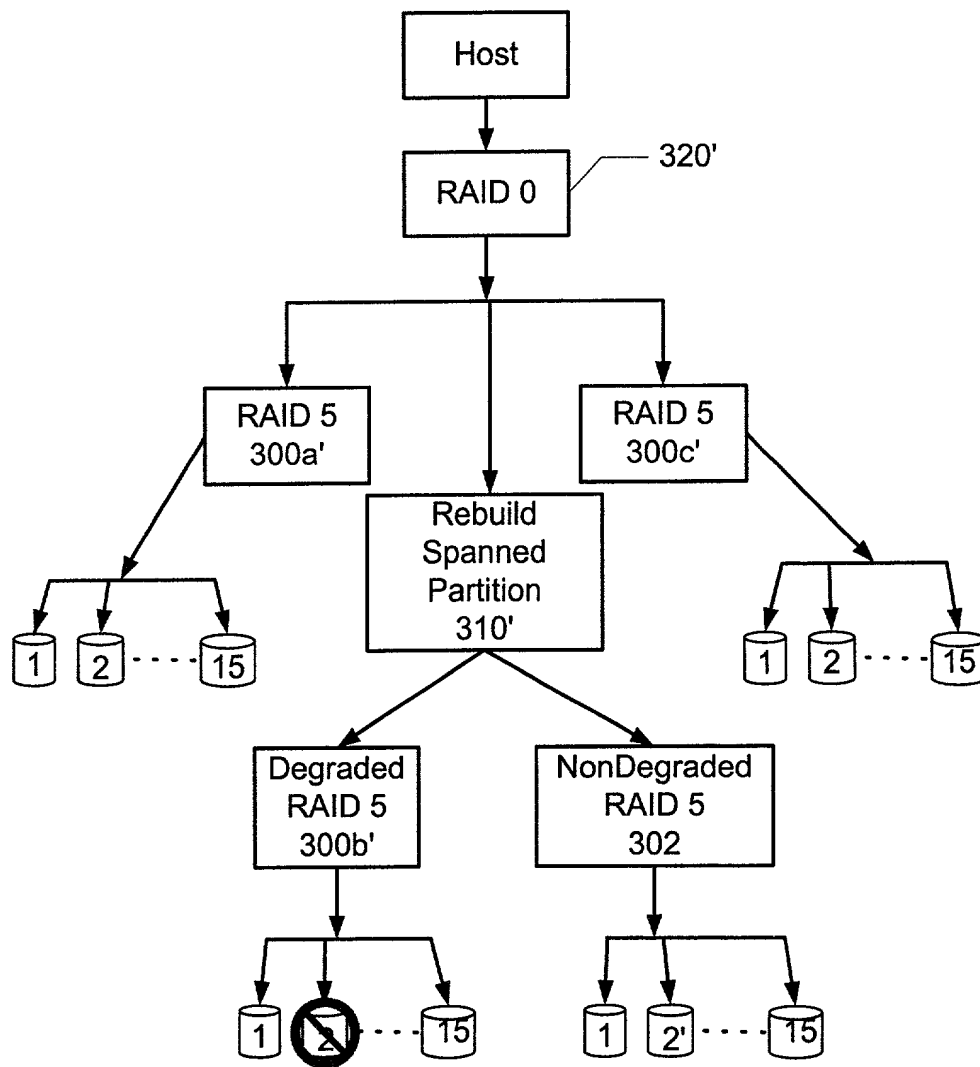 Host
RAID 0
320'
RAID 5
300a'
RAID 5
300c'
Rebuild
Spanned
Partition
310'
1 2 15
1 2 15
Degraded
RAID 5
300b'
NonDegraded
RAID 5
302
1 2 15
1 2' 15